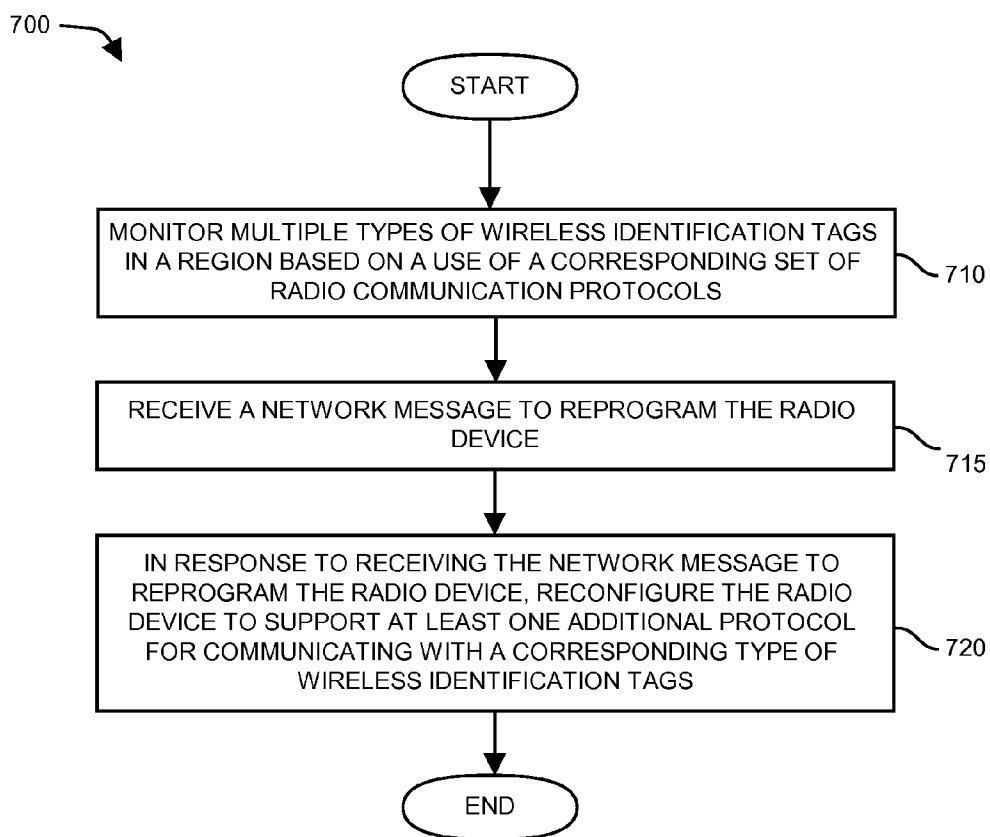 700
START
MONITOR MULTIPLE TYPES OF WIRELESS IDENTIFICATION TAGS
IN A REGION BASED ON A USE OF A CORRESPONDING SET OF
RADIO COMMUNICATION PROTOCOLS
710
RECEIVE A NETWORK MESSAGE TO REPROGRAM THE RADIO
DEVICE
715
IN RESPONSE TO RECEIVING THE NETWORK MESSAGE TO
REPROGRAM THE RADIO DEVICE, RECONFIGURE THE RADIO
DEVICE TO SUPPORT AT LEAST ONE ADDITIONAL PROTOCOL
FOR COMMUNICATING WITH A CORRESPONDING TYPE OF
WIRELESS IDENTIFICATION TAGS
720
END